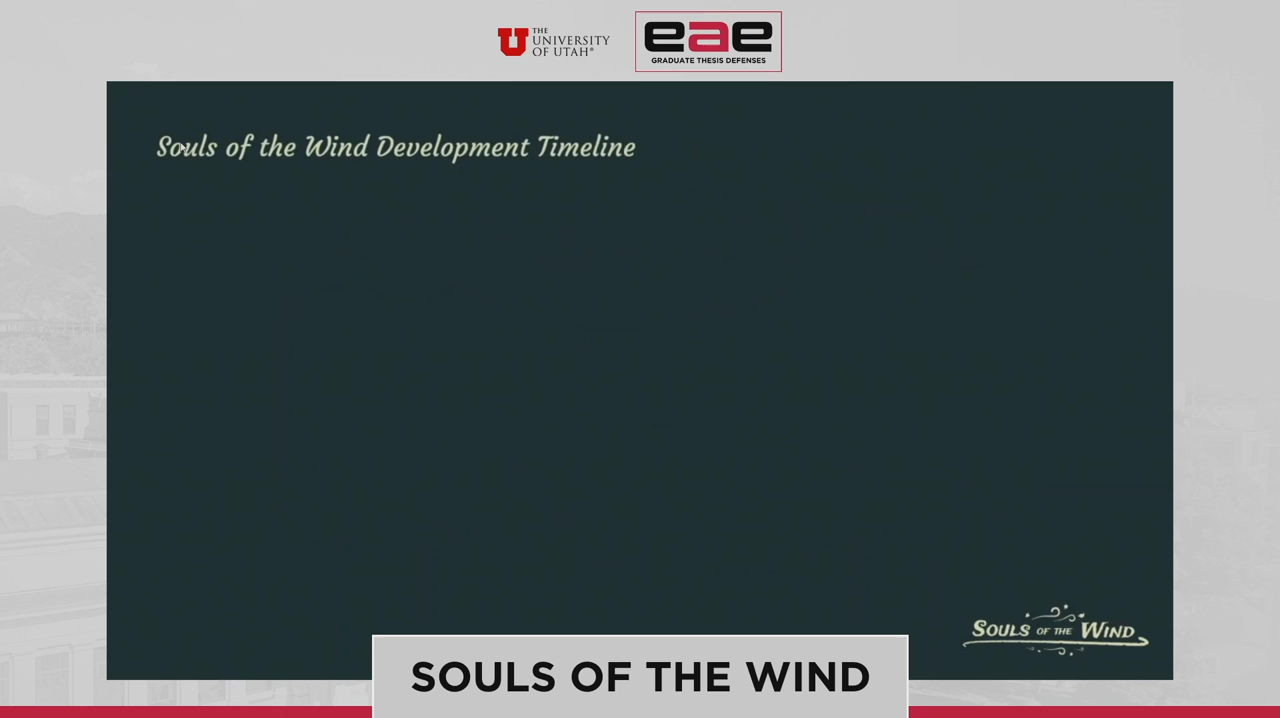 THE
UNIVERSITY
OF UTAH®
eae
GRADUATE THESIS DEFENSES
Souls of the Wind Development Timeline
SOULS OF THE WIND
SOULS OF THE WIND